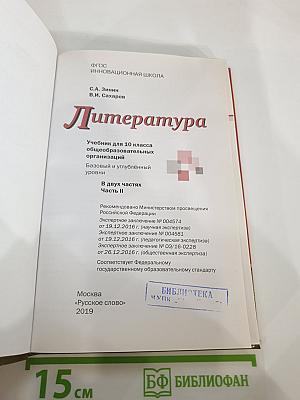 ФГОС
ИННОВАЦИОННАЯ ШКОЛА
С.А. Зинин
В.И. Сахаров
Литература
Учебник для 10 класса
общеобразовательных
организаций
Базовый и углублённый
уровни
В двух частях
Часть II
Рекомендовано Министерством просвещения
Российской Федерации
Экспертное заключение № 004574
от 19.12.2016 г. (научная экспертиза)
Экспертное заключение № 004581
от 19.12.2016 г. (педагогическая экспертиза)
Экспертное заключение № ОЭ/16-0226
от 26.12.2016 г. (общественная экспертиза)
Соответствует Федеральному
государственному образовательному стандарту
БИБЛИОТЕКА
Москва
«Русское слово»
2019
15 см
БФ БИБЛИОФАН